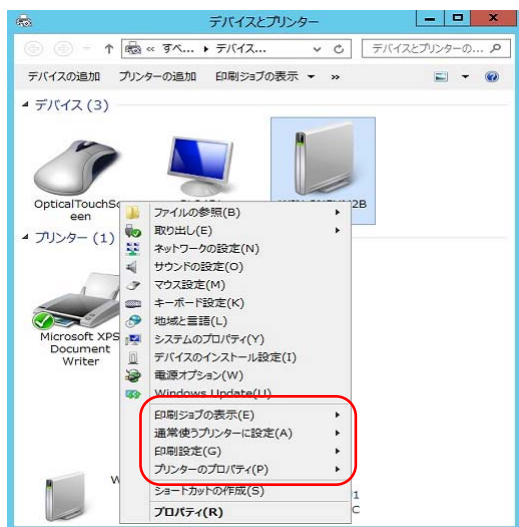 デバイスとプリンター
« すべ... ▸ デバイス...
デバイスとプリンターの...
デバイスの追加 プリンターの追加 印刷ジョブの表示 »
デバイス (3)
OpticalTouchSc
een
プリンター (1)
Microsoft XPS
Document
Writer
ファイルの参照(B)
取り出し(E)
ネットワークの設定(N)
サウンドの設定(O)
マウス設定(M)
キーボード設定(K)
地域と言語(L)
システムのプロパティ(Y)
デバイスのインストール設定(I)
電源オプション(W)
Windows Update(U)
印刷ジョブの表示(E)
通常使うプリンターに設定(A)
印刷設定(G)
プリンターのプロパティ(P)
ショートカットの作成(S)
プロパティ(R)
W
1
C